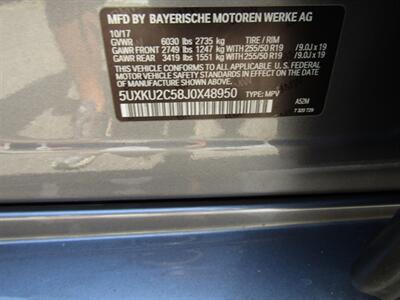 MFD BY BAYERISCHE MOTOREN WERKE AG
10/17
GVWR 6030 lbs 2735 kg TIRE / RIM
GAWR FRONT 2749 lbs 1247 kg WITH 255/50 R19 / 9.0J x 19
GAWR REAR 3419 lbs 1551 kg WITH 255/50 R19 / 9.0J x 19
THIS VEHICLE CONFORMS TO ALL APPLICABLE U.S. FEDERAL
MOTOR VEHICLE SAFETY STANDARDS IN EFFECT
ON THE DATE OF MANUFACTURE SHOWN ABOVE.
5UXKU2C58J0X48950 TYPE: MPV
A52M
7 320 729